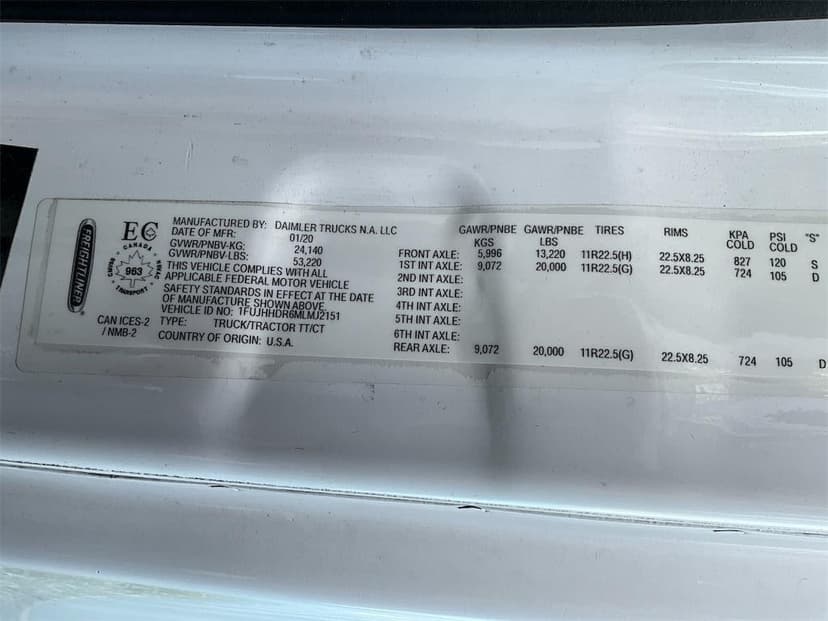 FREIGHTLINER
EC
CANADA
963
TRANSPORT
CAN ICES-2
/ NMB-2
MANUFACTURED BY: DAIMLER TRUCKS N.A. LLC
DATE OF MFR: 01/20
GVWR/PNBV-KG: 24,140
GVWR/PNBV-LBS: 53,220
THIS VEHICLE COMPLIES WITH ALL
APPLICABLE FEDERAL MOTOR VEHICLE
SAFETY STANDARDS IN EFFECT AT THE DATE
OF MANUFACTURE SHOWN ABOVE
VEHICLE ID NO: 1FUJHHDR6MLMJ2151
TYPE: TRUCK/TRACTOR TT/CT
COUNTRY OF ORIGIN: U.S.A.
GAWR/PNBE KGS GAWR/PNBE LBS TIRES RIMS KPA COLD PSI COLD "S"
FRONT AXLE: 5,996 13,220 11R22.5(H) 22.5X8.25 827 120 S
1ST INT AXLE: 9,072 20,000 11R22.5(G) 22.5X8.25 724 105 D
2ND INT AXLE:
3RD INT AXLE:
4TH INT AXLE:
5TH INT AXLE:
6TH INT AXLE:
REAR AXLE: 9,072 20,000 11R22.5(G) 22.5X8.25 724 105 D